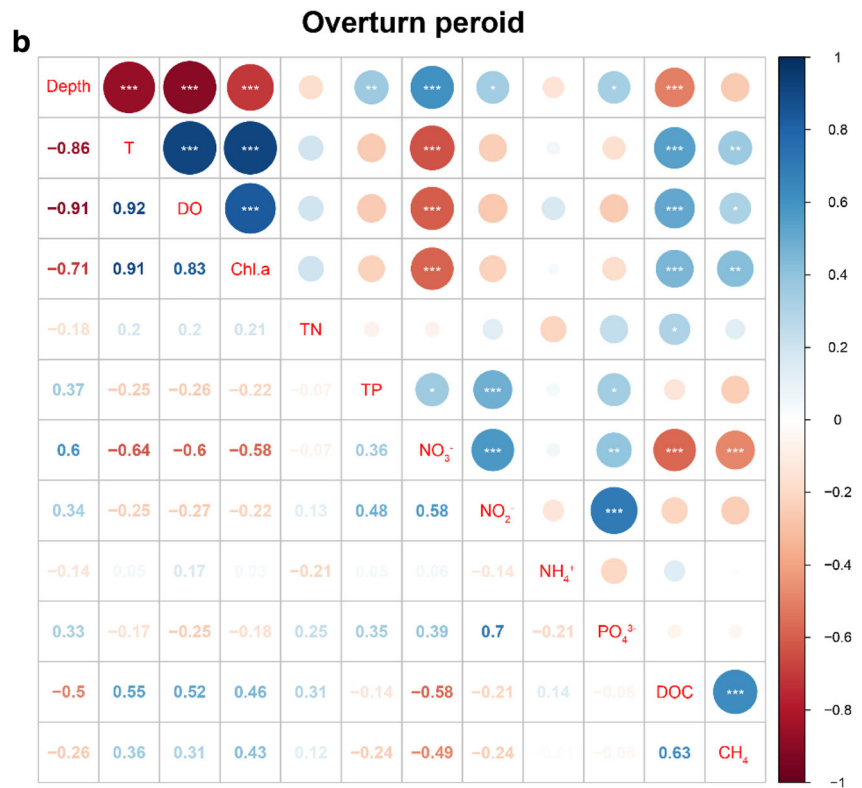 Overturn peroid
b
Depth *** *** *** ** *** * * ***
−0.86 T *** *** *** *** **
−0.91 0.92 DO *** *** *** *
−0.71 0.91 0.83 Chl.a *** *** **
−0.18 0.2 0.2 0.21 TN *
0.37 −0.25 −0.26 −0.22 −0.07 TP * *** *
0.6 −0.64 −0.6 −0.58 −0.07 0.36 NO₃⁻ *** ** *** ***
0.34 −0.25 −0.27 −0.22 0.13 0.48 0.58 NO₂⁻ ***
−0.14 0.05 0.17 0.03 −0.21 0.05 0.06 −0.14 NH₄⁺
0.33 −0.17 −0.25 −0.18 0.25 0.35 0.39 0.7 −0.21 PO₄³⁻
−0.5 0.55 0.52 0.46 0.31 −0.14 −0.58 −0.21 0.14 −0.06 DOC ***
−0.26 0.36 0.31 0.43 0.12 −0.24 −0.49 −0.24 −0.05 0.63 CH₄
1
0.8
0.6
0.4
0.2
0
−0.2
−0.4
−0.6
−0.8
−1